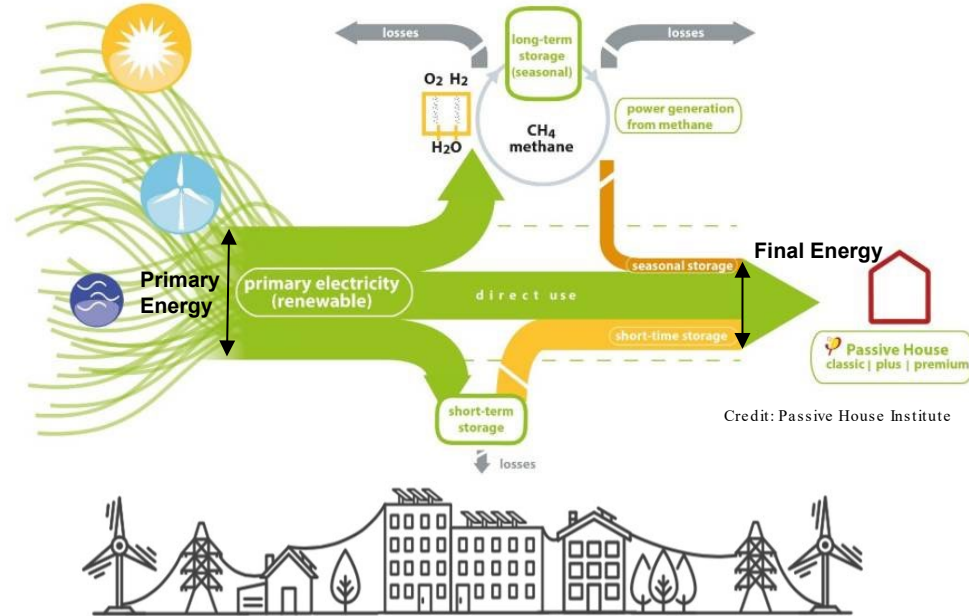 losses
long-term
storage
(seasonal)
losses
O2 H2
H2O
CH4
methane
power generation
from methane
Primary
Energy
primary electricity
(renewable)
direct use
seasonal storage
short-time storage
Final Energy
short-term
storage
losses
Passive House
classic | plus | premium
Credit: Passive House Institute